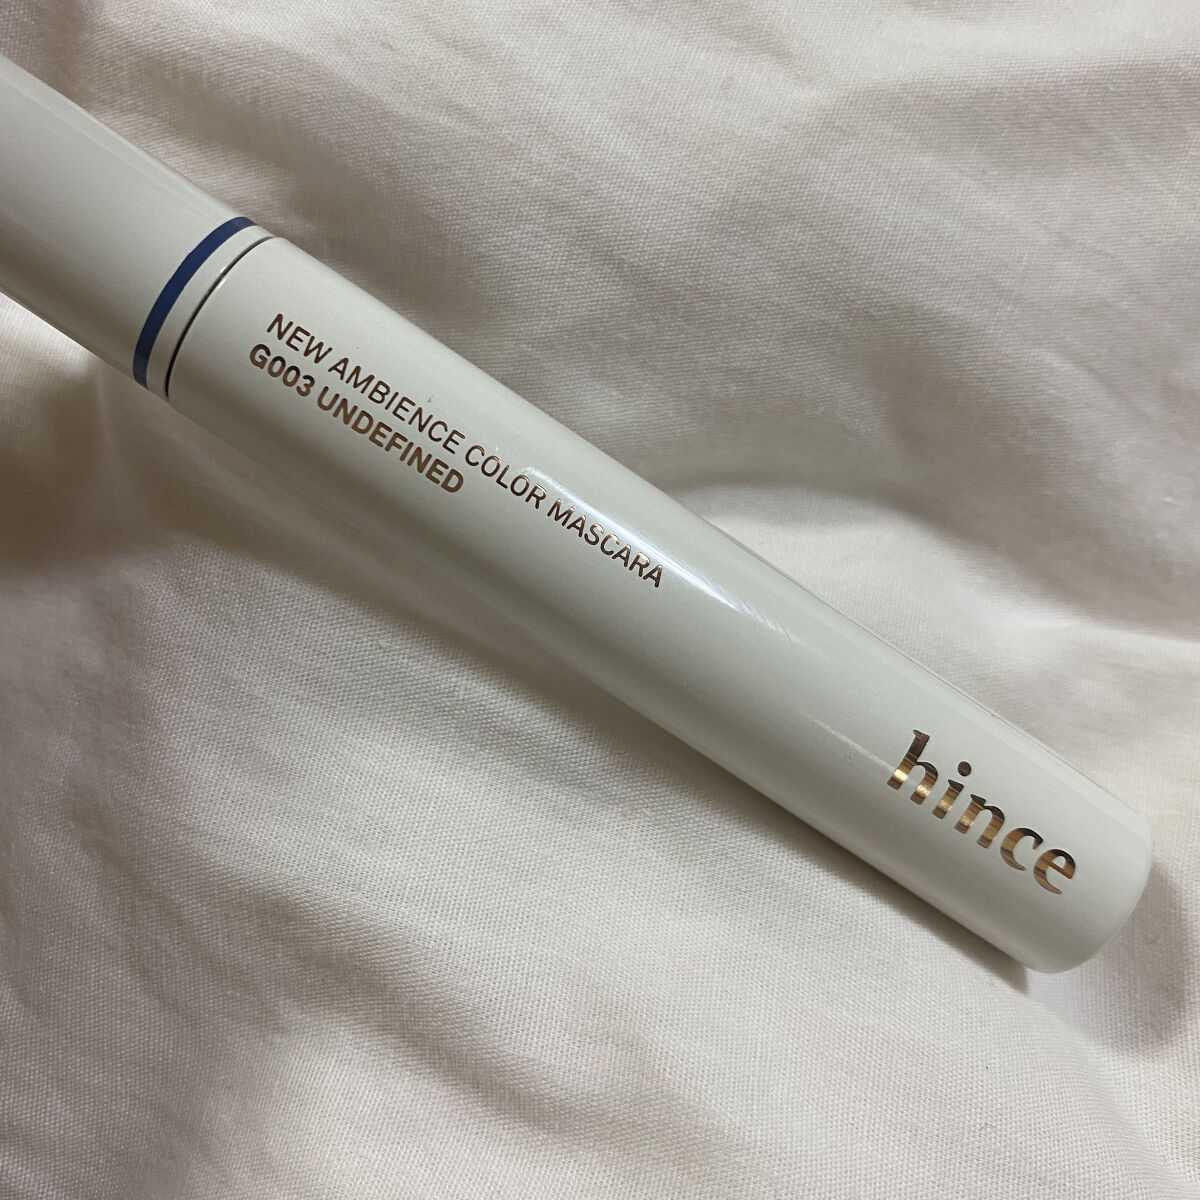 NEW AMBIENCE COLOR MASCARA
G003 UNDEFINED
hince